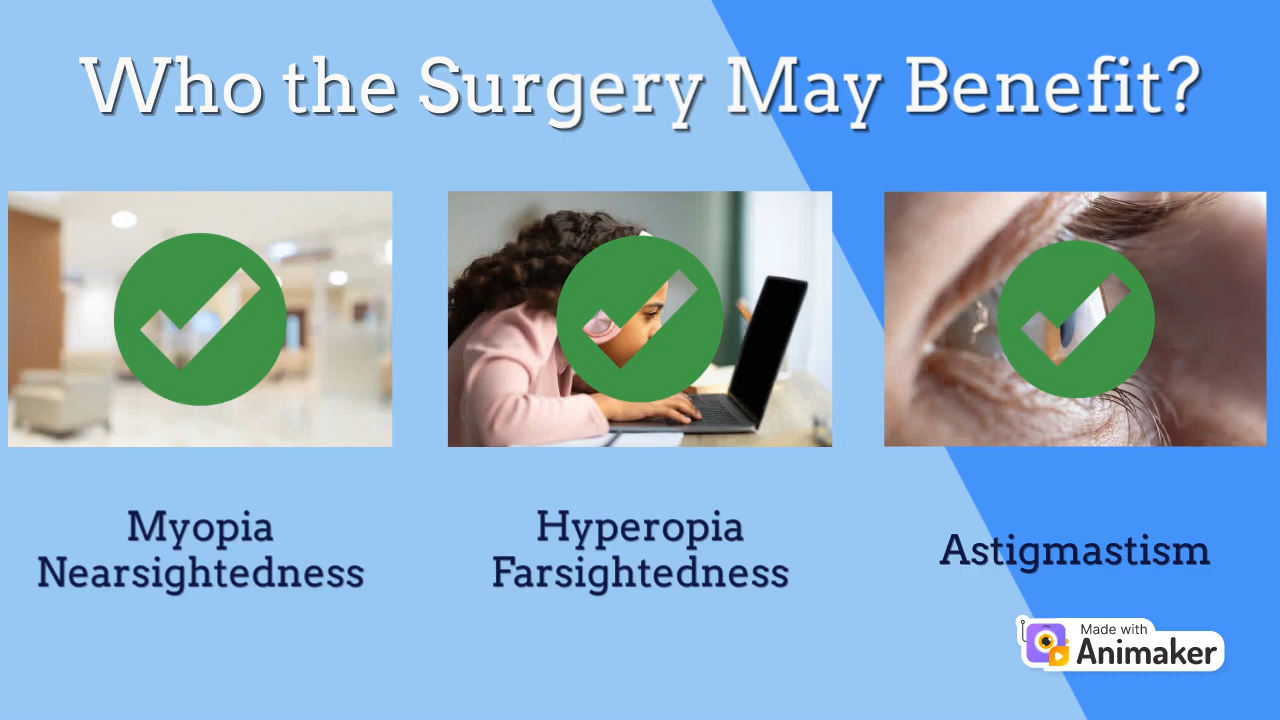 Who the Surgery May Benefit?
Myopia
Nearsightedness
Hyperopia
Farsightedness
Astigmastism
Made with
Animaker